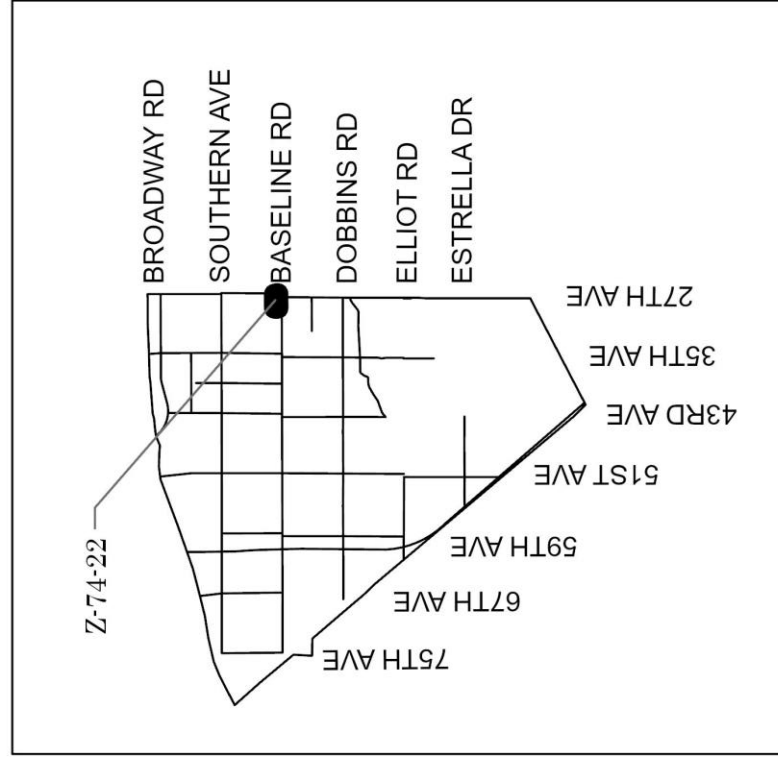 Z-74-22
BROADWAY RD
SOUTHERN AVE
BASELINE RD
DOBBINS RD
ELLIOT RD
ESTRELLA DR
75TH AVE
67TH AVE
59TH AVE
51ST AVE
43RD AVE
35TH AVE
27TH AVE